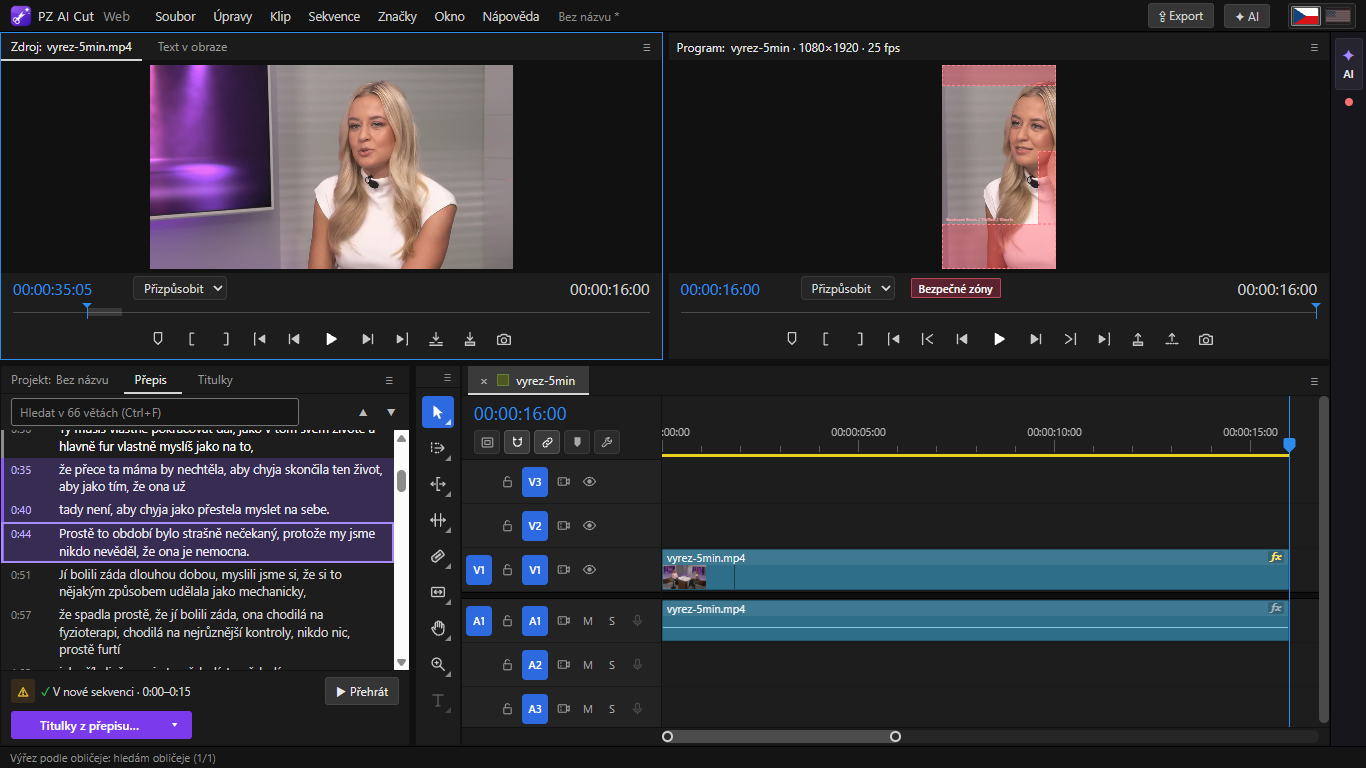 PZ AI Cut Web Soubor Úpravy Klip Sekvence Značky Okno Nápověda Bez názvu * Export AI
Zdroj: vyrez-5min.mp4 Text v obraze
Program: vyrez-5min · 1080×1920 · 25 fps
AI
00:00:35:05 Přizpůsobit 00:00:16:00
00:00:16:00 Přizpůsobit Bezpečné zóny 00:00:16:00
Projekt: Bez názvu Přepis Titulky
Hledat v 66 větách (Ctrl+F)
hlavně fur vlastně myslíš jako na to,
0:35 že přece ta máma by nechtěla, aby chyja skončila ten život,
aby jako tím, že ona už
0:40 tady není, aby chyja jako přestela myslet na sebe.
0:44 Prostě to období bylo strašně nečekaný, protože my jsme
nikdo nevěděl, že ona je nemocna.
0:51 Jí bolili záda dlouhou dobou, myslili jsme si, že si to
nějakým způsobem udělala jako mechanicky,
0:57 že spadla prostě, že jí bolili záda, ona chodilá na
fyzioterapi, chodilá na nejrůznější kontroly, nikdo nic,
prostě furtí
V nové sekvenci · 0:00–0:15 Přehrát
Titulky z přepisu...
vyrez-5min
00:00:16:00
:00:00 00:00:05:00 00:00:10:00 00:00:15:00
V3
V2
V1 V1 vyrez-5min.mp4 fx
A1 A1 M S vyrez-5min.mp4 fx
A2 M S
A3 M S
Výřez podle obličeje: hledám obličeje (1/1)